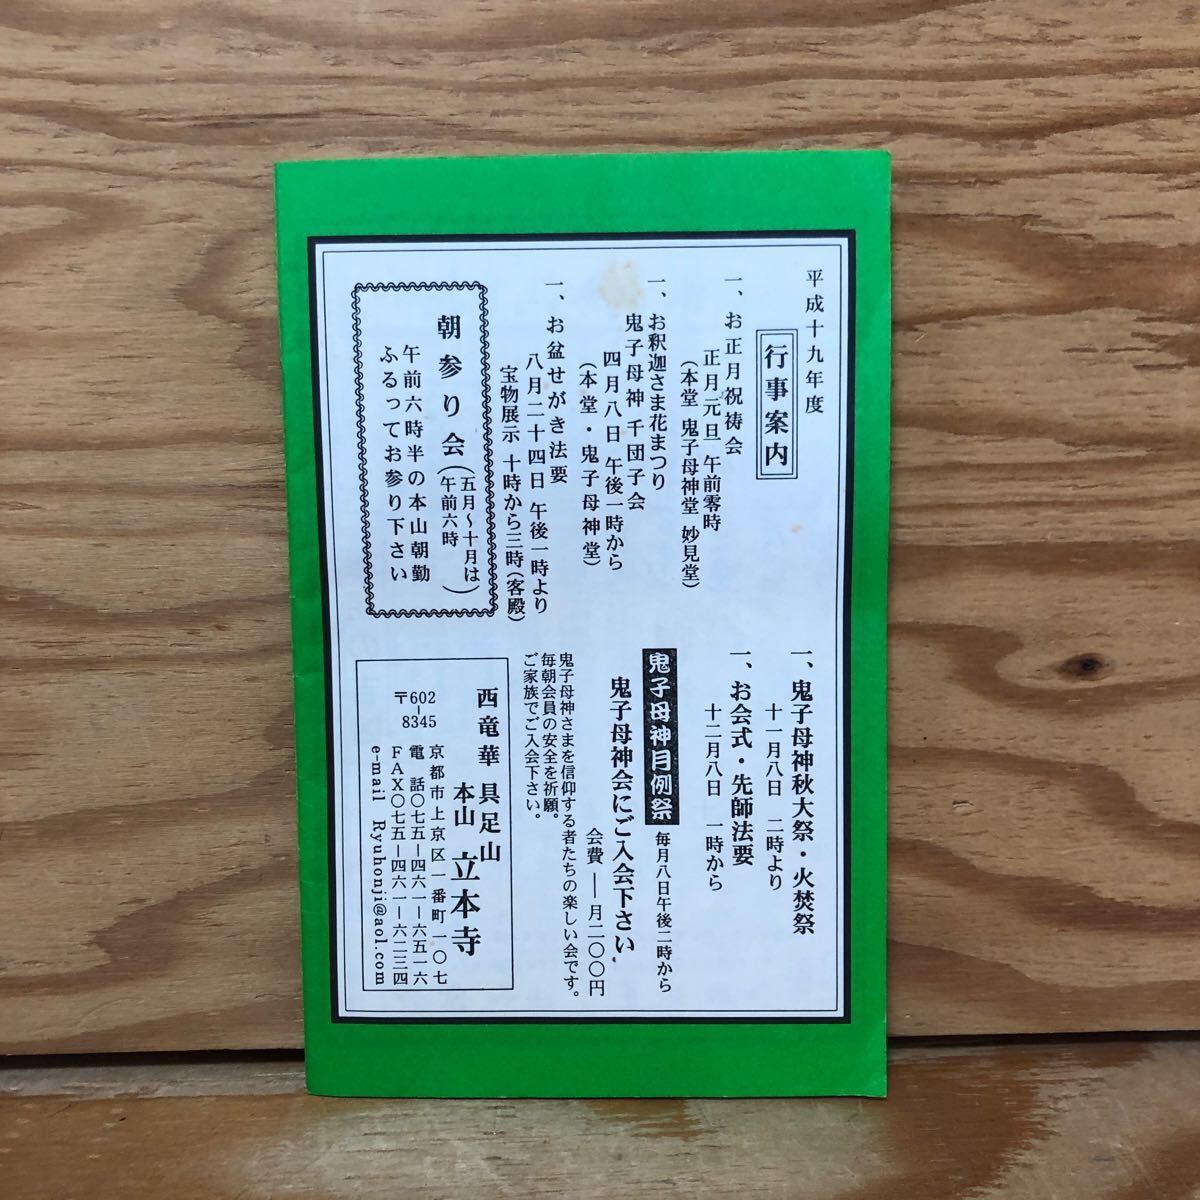 平成十九年度
行事案内
一、お正月祝祷会
正月元旦 午前零時
(本堂 鬼子母神堂 妙見堂)
一、お釈迦さま花まつり
鬼子母神 千団子会
四月八日 午後一時から
(本堂・鬼子母神堂)
一、お盆せがき法要
八月二十四日 午後一時より
宝物展示 十時から三時(客殿)
朝参り会(五月～十月は午前六時)
午前六時半の本山朝勤
ふるってお参り下さい
一、鬼子母神秋大祭・火焚祭
十一月八日 二時より
一、お会式・先師法要
十二月八日 一時から
鬼子母神月例祭 毎月八日午後二時から
鬼子母神会にご入会下さい
会費 一月二〇〇円
鬼子母神さまを信仰する者たちの楽しい会です。
毎朝会員の安全を祈願。
ご家族でご入会下さい。
西竜華 具足山
本山 立本寺
〒602-8345
京都市上京区一番町一〇七
電話〇七五―四六一―六五一六
FAX〇七五―四六一―六二三四
e-mail Ryuhonji@aol.com